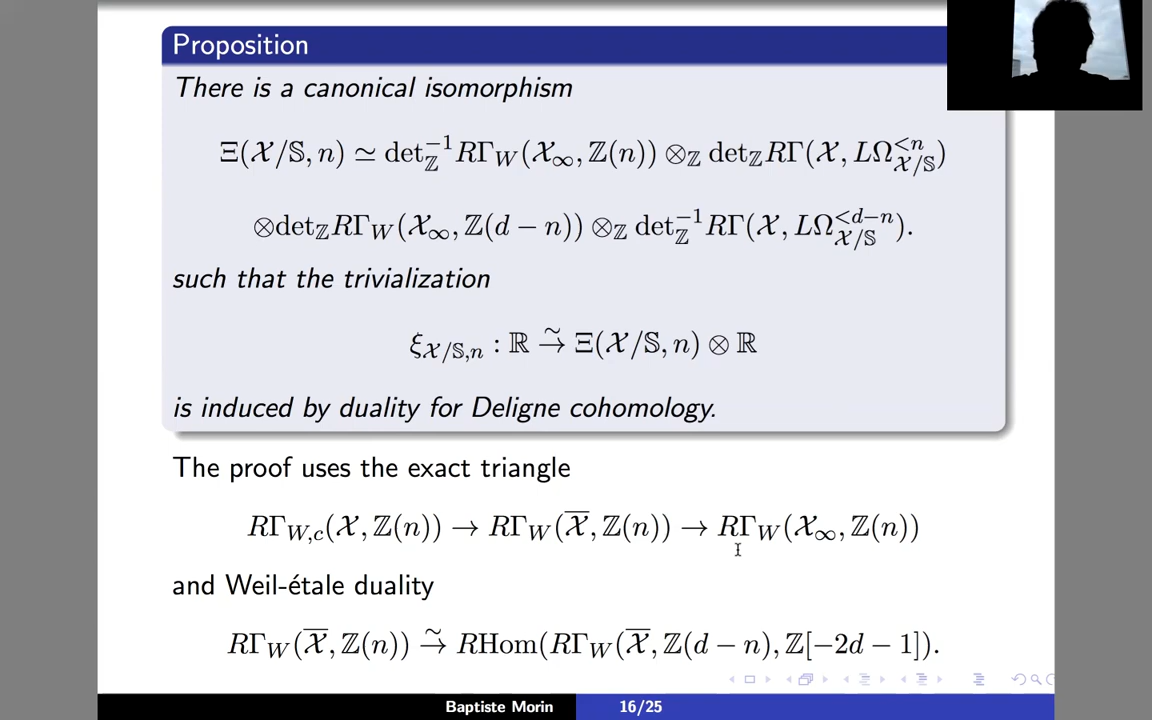 Proposition
There is a canonical isomorphism
Ξ(𝒳/𝕊, n) ≃ det_ℤ^{-1} RΓ_W(𝒳_∞, ℤ(n)) ⊗_ℤ det_ℤ RΓ(𝒳, LΩ^{<n}_{𝒳/𝕊})
⊗det_ℤ RΓ_W(𝒳_∞, ℤ(d − n)) ⊗_ℤ det_ℤ^{-1} RΓ(𝒳, LΩ^{<d−n}_{𝒳/𝕊}).
such that the trivialization
ξ_{𝒳/𝕊,n} : ℝ →^∼ Ξ(𝒳/𝕊, n) ⊗ ℝ
is induced by duality for Deligne cohomology.
The proof uses the exact triangle
RΓ_{W,c}(𝒳, ℤ(n)) → RΓ_W(𝒳̅, ℤ(n)) → RΓ_W(𝒳_∞, ℤ(n))
and Weil-étale duality
RΓ_W(𝒳̅, ℤ(n)) →^∼ RHom(RΓ_W(𝒳̅, ℤ(d − n), ℤ[−2d − 1]).
Baptiste Morin 16/25